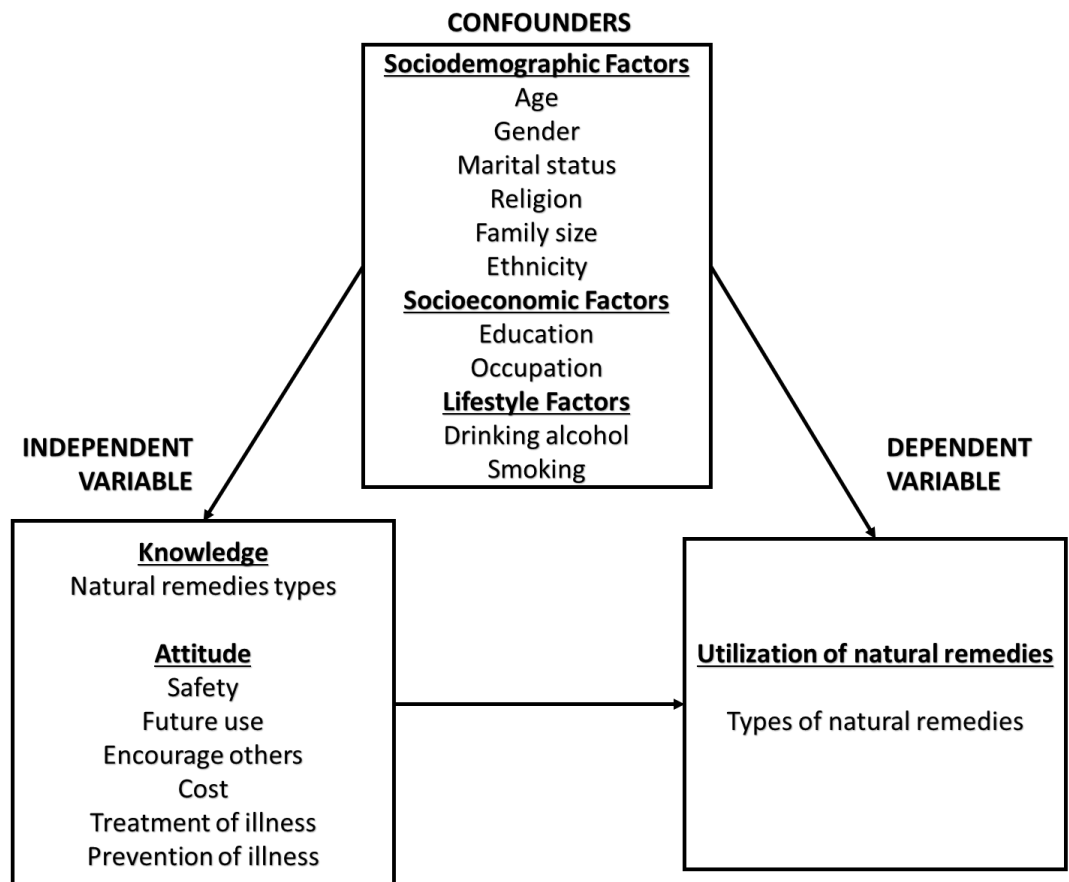 CONFOUNDERS
Sociodemographic Factors
Age
Gender
Marital status
Religion
Family size
Ethnicity
Socioeconomic Factors
Education
Occupation
Lifestyle Factors
Drinking alcohol
Smoking
INDEPENDENT
VARIABLE
Knowledge
Natural remedies types
Attitude
Safety
Future use
Encourage others
Cost
Treatment of illness
Prevention of illness
DEPENDENT
VARIABLE
Utilization of natural remedies
Types of natural remedies